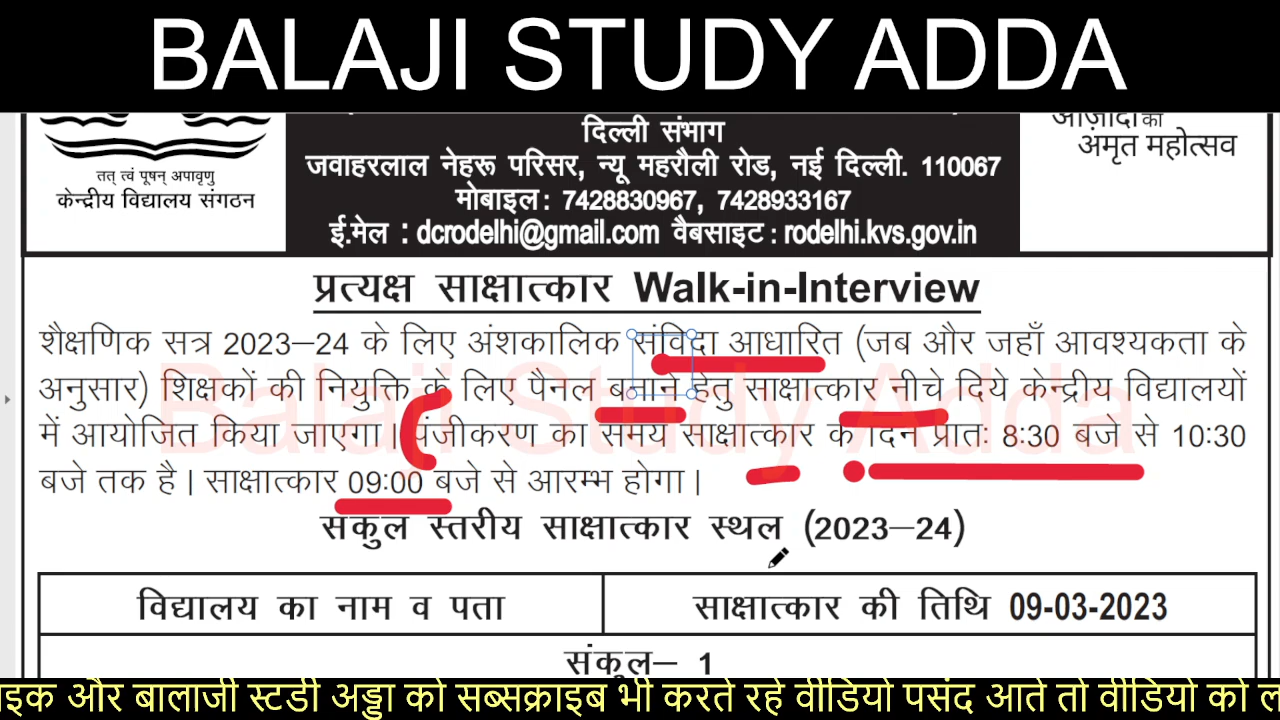 BALAJI STUDY ADDA
दिल्ली संभाग
जवाहरलाल नेहरू परिसर, न्यू महरौली रोड, नई दिल्ली. 110067
मोबाइल : 7428830967, 7428933167
ई.मेल : dcrodelhi@gmail.com वैबसाइट : rodelhi.kvs.gov.in
तत् त्वं पूषन् अपावृणु
केन्द्रीय विद्यालय संगठन
आज़ादी का
अमृत महोत्सव
प्रत्यक्ष साक्षात्कार Walk-in-Interview
शैक्षणिक सत्र 2023–24 के लिए अंशकालिक संविदा आधारित (जब और जहाँ आवश्यकता के
अनुसार) शिक्षकों की नियुक्ति के लिए पैनल बनाने हेतु साक्षात्कार नीचे दिये केन्द्रीय विद्यालयों
में आयोजित किया जाएगा। पंजीकरण का समय साक्षात्कार के दिन प्रातः 8:30 बजे से 10:30
बजे तक है। साक्षात्कार 09:00 बजे से आरम्भ होगा।
Balaji Study Adda
संकुल स्तरीय साक्षात्कार स्थल (2023–24)
विद्यालय का नाम व पता
साक्षात्कार की तिथि 09-03-2023
संकुल– 1
और बालाजी स्टडी अड्डा को सब्सक्राइब भी करते रहे वीडियो पसंद आते तो वीडियो को